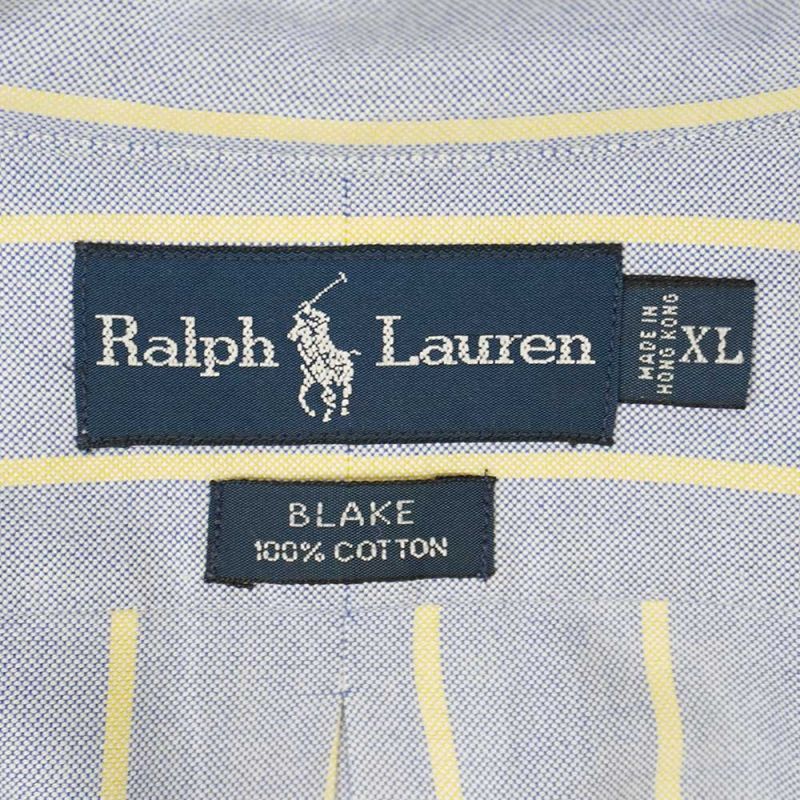 Ralph Lauren
MADE IN
HONG KONG
XL
BLAKE
100% COTTON